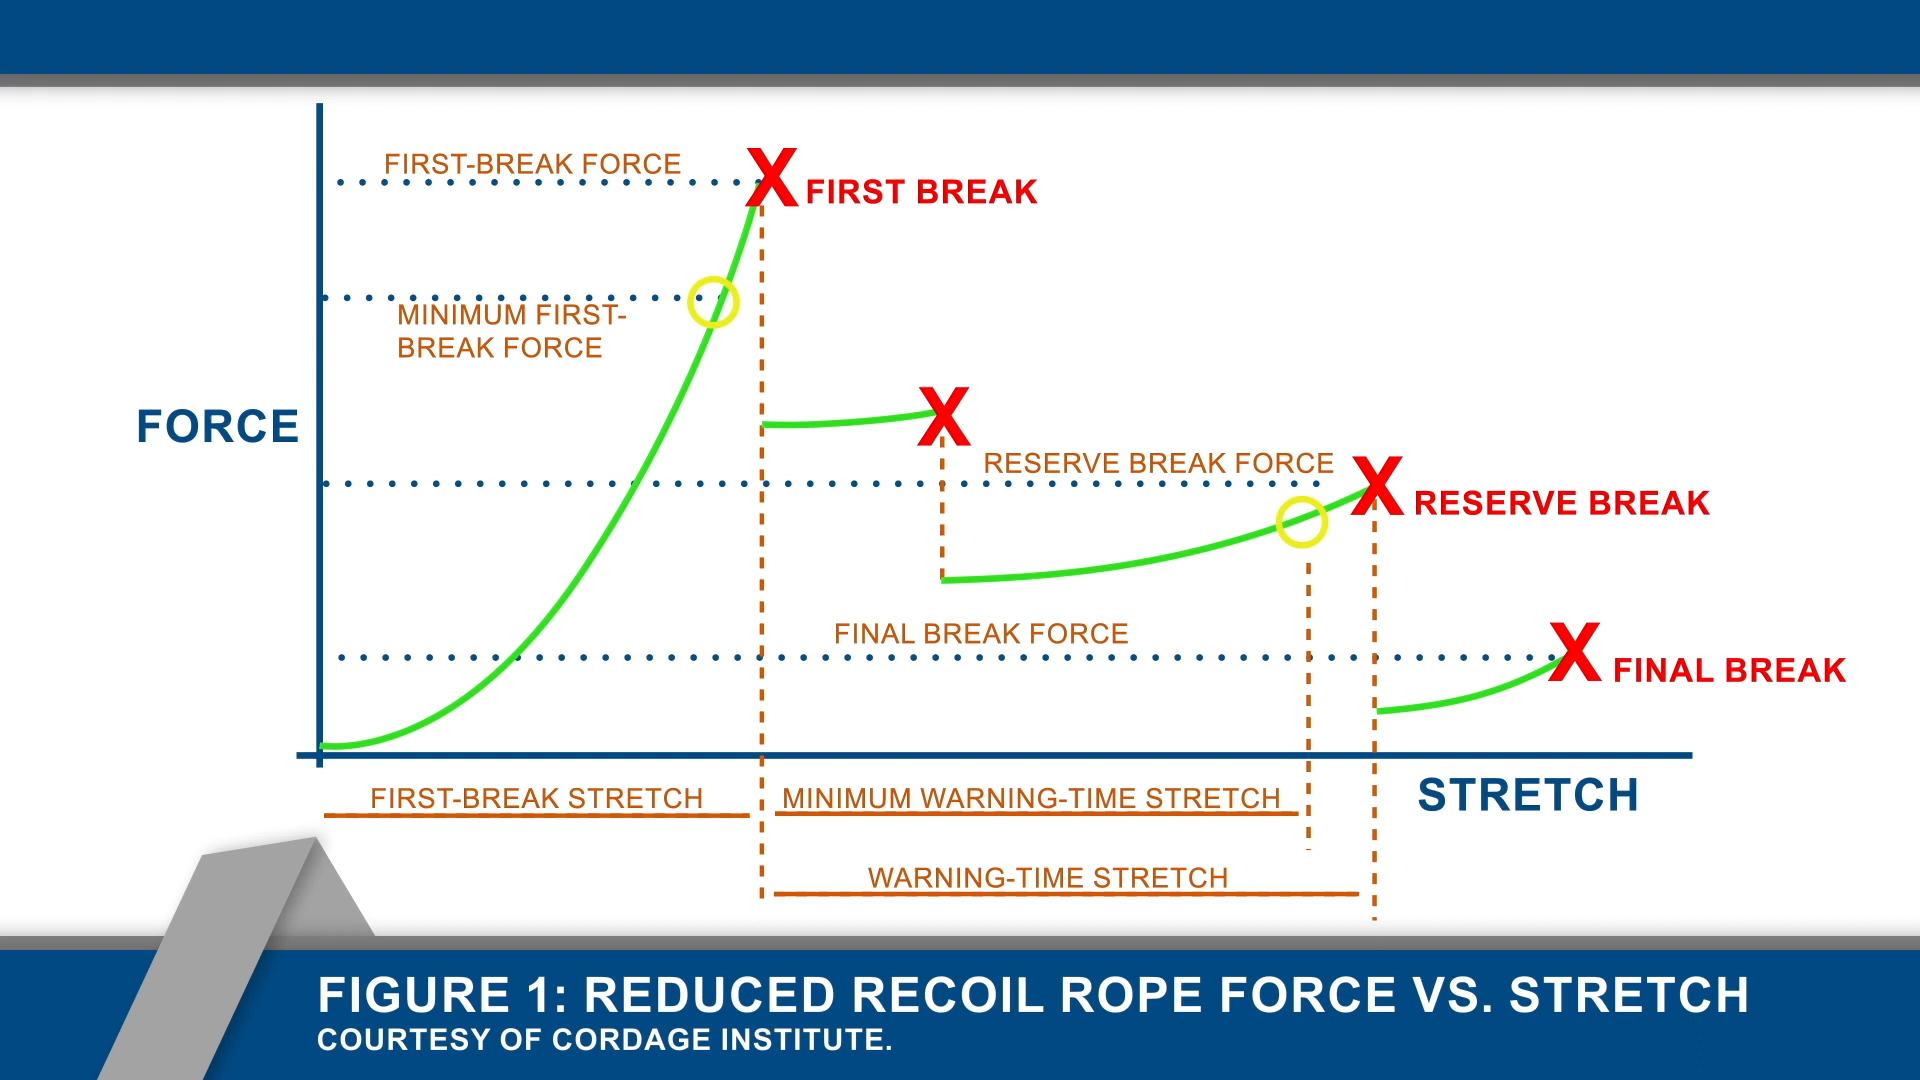 FIRST-BREAK FORCE
X FIRST BREAK
MINIMUM FIRST-
BREAK FORCE
X
FORCE
RESERVE BREAK FORCE
X RESERVE BREAK
FINAL BREAK FORCE
X FINAL BREAK
FIRST-BREAK STRETCH
MINIMUM WARNING-TIME STRETCH
STRETCH
WARNING-TIME STRETCH
FIGURE 1: REDUCED RECOIL ROPE FORCE VS. STRETCH
COURTESY OF CORDAGE INSTITUTE.